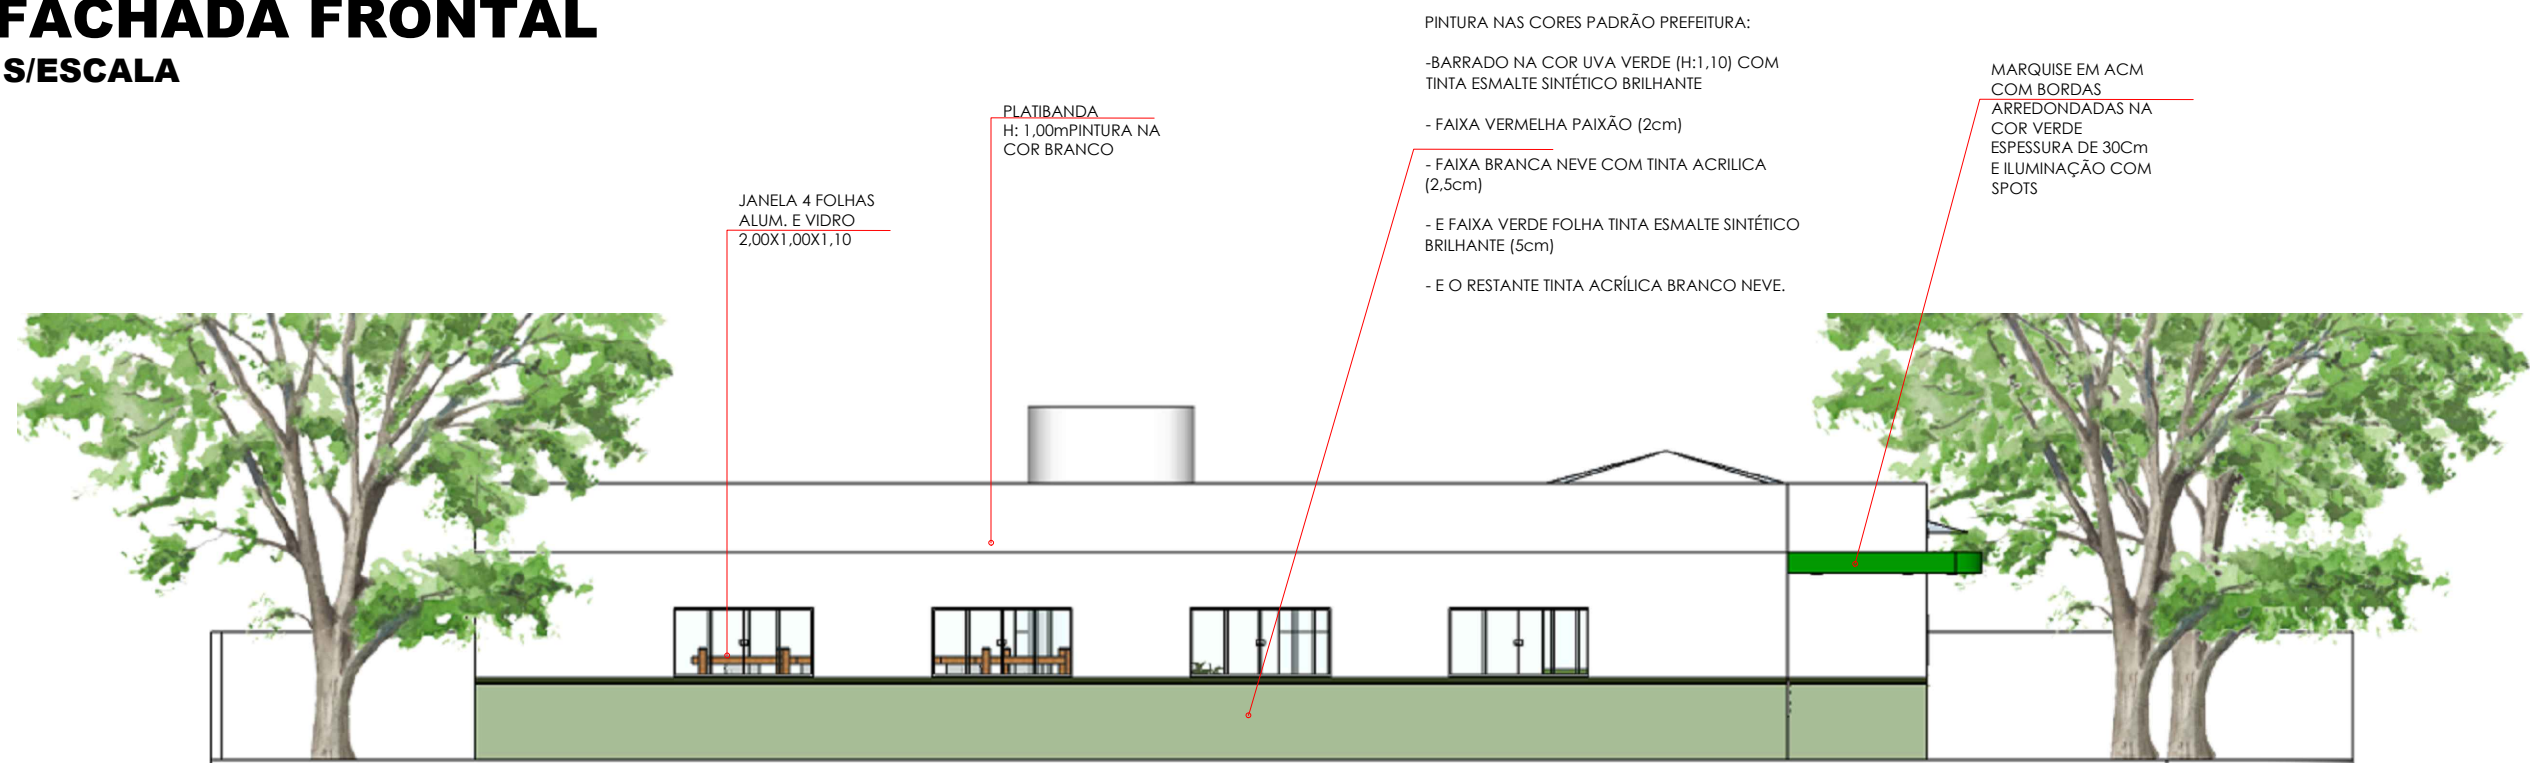 FACHADA FRONTAL
S/ESCALA
JANELA 4 FOLHAS
ALUM. E VIDRO
2,00X1,00X1,10
PLATIBANDA
H: 1,00mPINTURA NA
COR BRANCO
PINTURA NAS CORES PADRÃO PREFEITURA:
-BARRADO NA COR UVA VERDE (H:1,10) COM
TINTA ESMALTE SINTÉTICO BRILHANTE
- FAIXA VERMELHA PAIXÃO (2cm)
- FAIXA BRANCA NEVE COM TINTA ACRILICA
(2,5cm)
- E FAIXA VERDE FOLHA TINTA ESMALTE SINTÉTICO
BRILHANTE (5cm)
- E O RESTANTE TINTA ACRÍLICA BRANCO NEVE.
MARQUISE EM ACM
COM BORDAS
ARREDONDADAS NA
COR VERDE
ESPESSURA DE 30Cm
E ILUMINAÇÃO COM
SPOTS